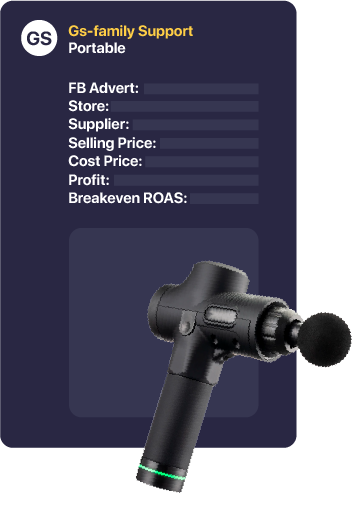 GS
Gs-family Support
Portable
FB Advert:
Store:
Supplier:
Selling Price:
Cost Price:
Profit:
Breakeven ROAS: